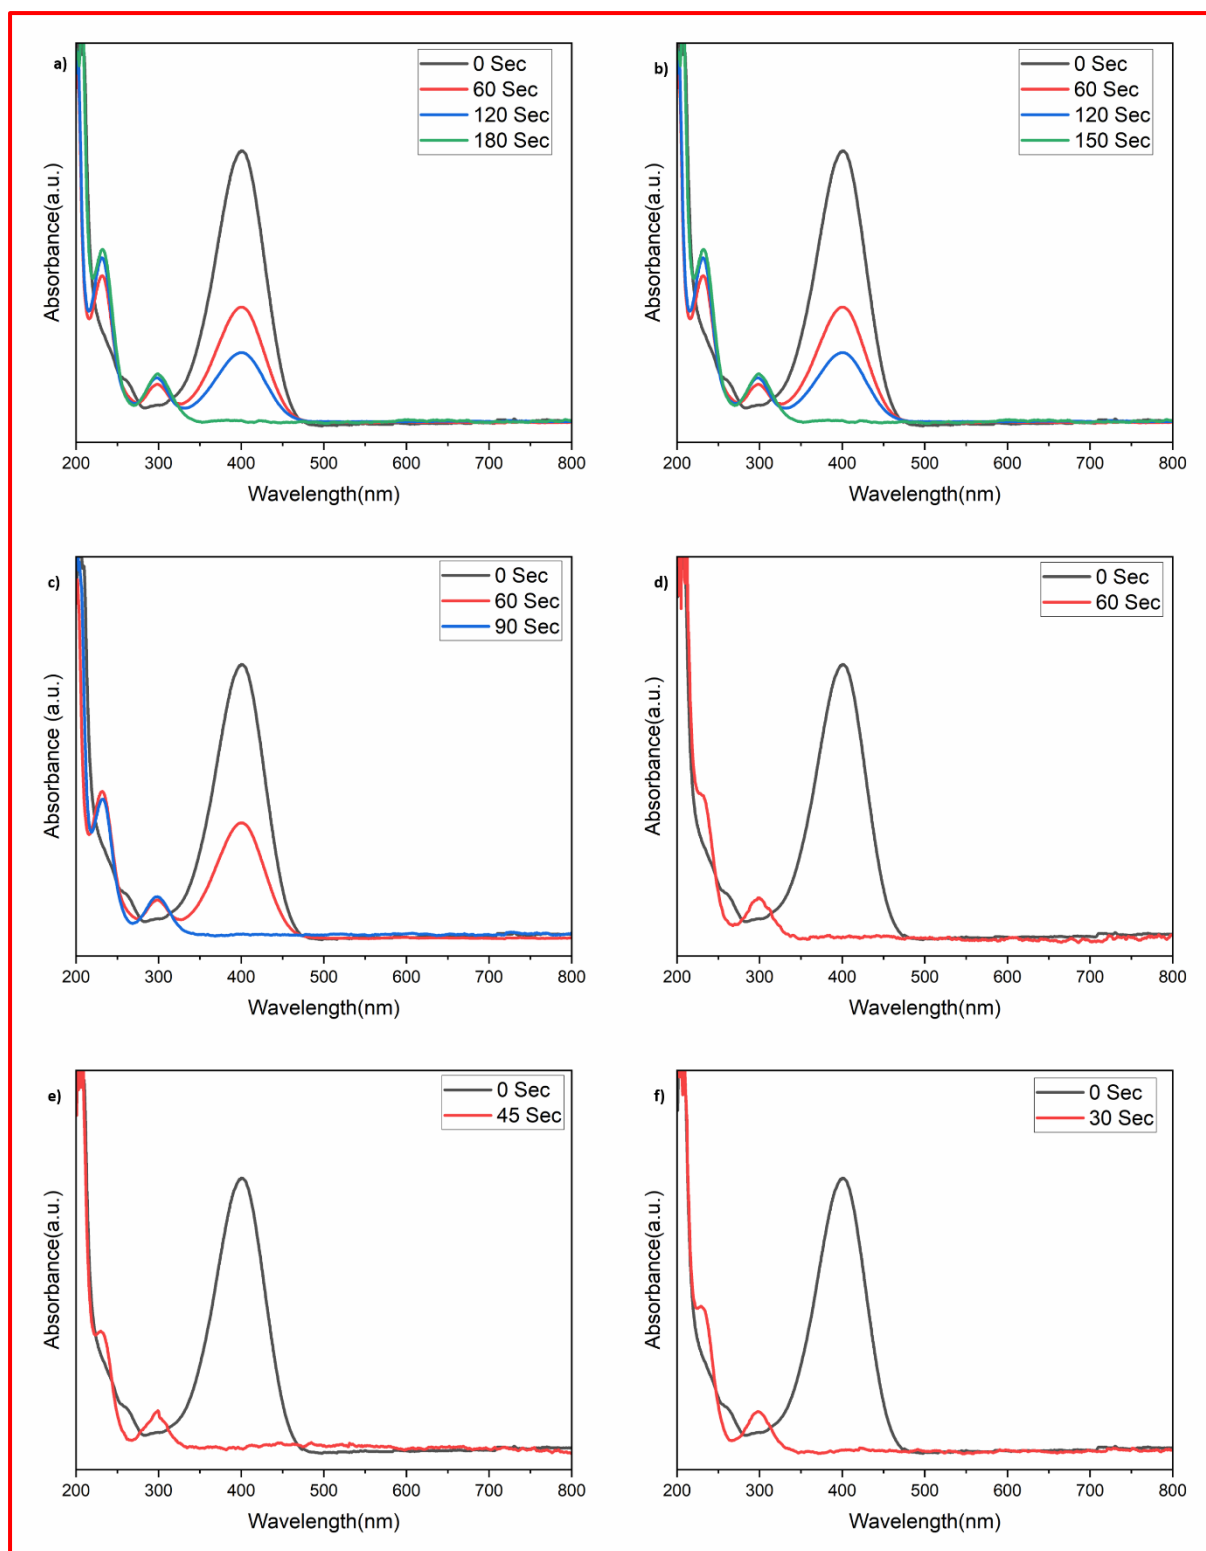 a)
0 Sec
60 Sec
120 Sec
180 Sec
Absorbance(a.u.)
200 300 400 500 600 700 800
Wavelength(nm)
b)
0 Sec
60 Sec
120 Sec
150 Sec
Absorbance(a.u.)
200 300 400 500 600 700 800
Wavelength(nm)
c)
0 Sec
60 Sec
90 Sec
Absorbance (a.u.)
200 300 400 500 600 700 800
Wavelength(nm)
d)
0 Sec
60 Sec
Absorbance(a.u.)
200 300 400 500 600 700 800
Wavelength(nm)
e)
0 Sec
45 Sec
Absorbance(a.u.)
200 300 400 500 600 700 800
Wavelength(nm)
f)
0 Sec
30 Sec
Absorbance(a.u.)
200 300 400 500 600 700 800
Wavelength(nm)